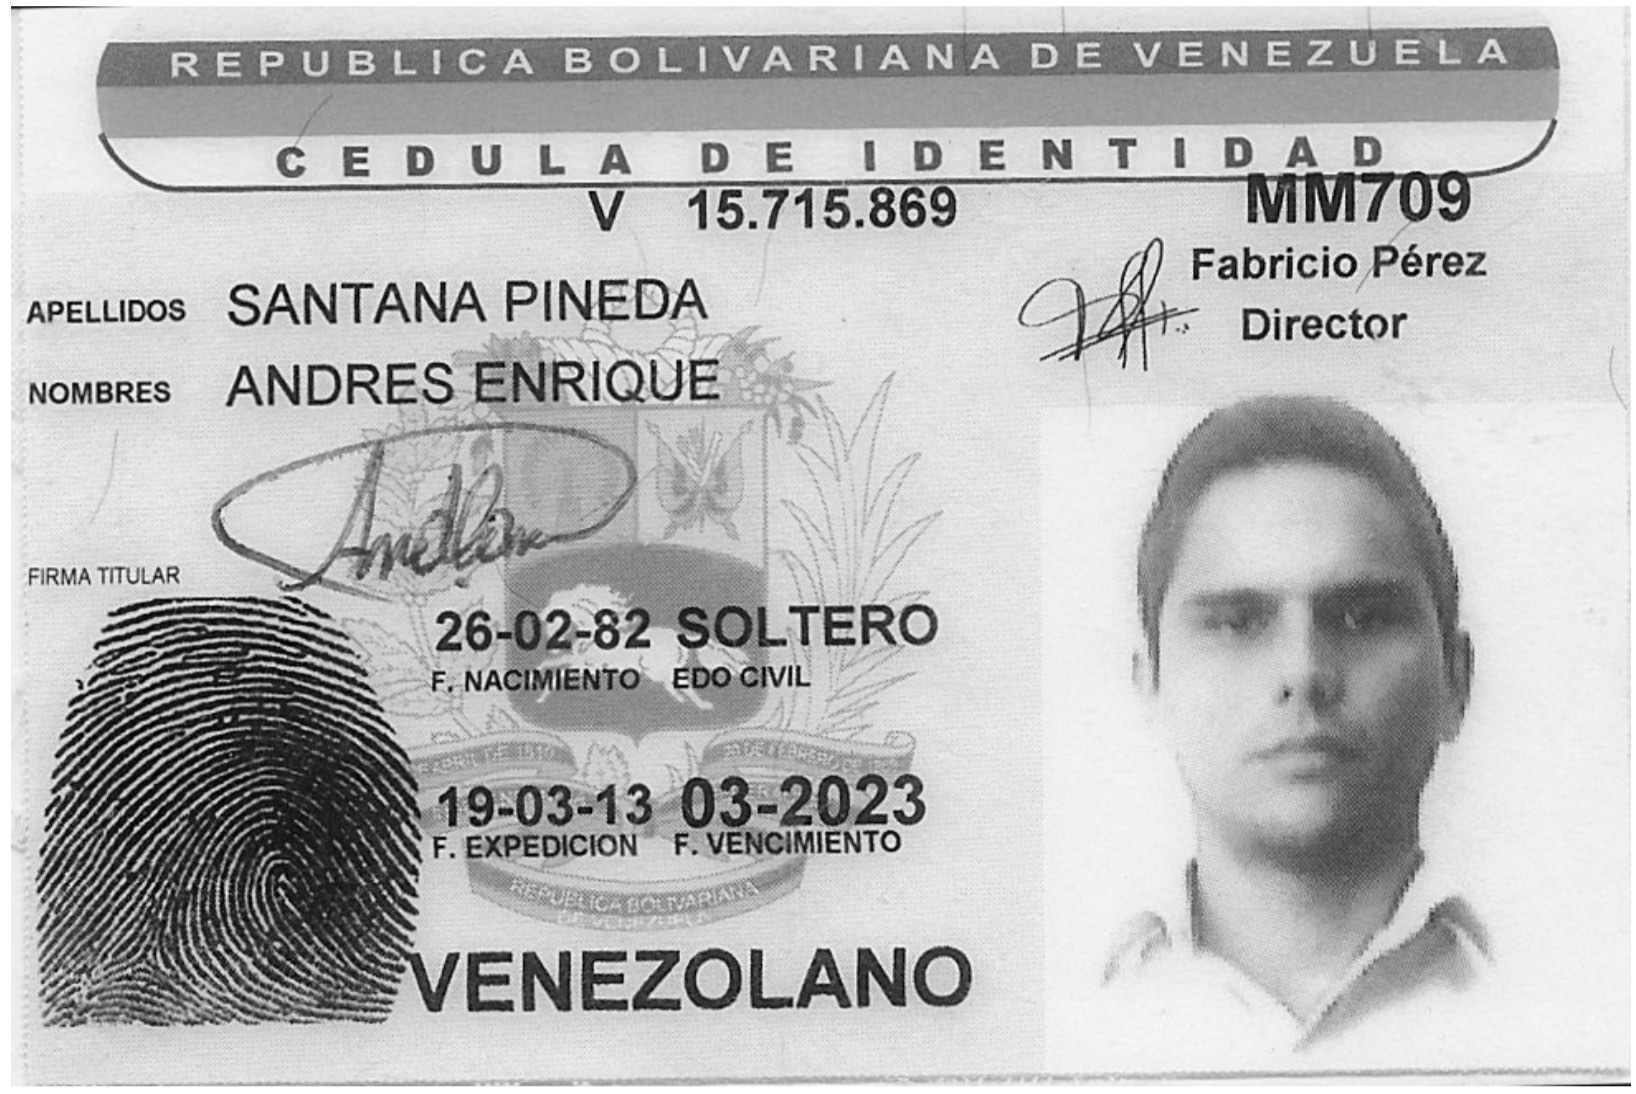 REPUBLICA BOLIVARIANA DE VENEZUELA
CEDULA DE IDENTIDAD
V 15.715.869
MM709
Fabricio Pérez
Director
APELLIDOS SANTANA PINEDA
NOMBRES ANDRES ENRIQUE
FIRMA TITULAR
26-02-82 SOLTERO
F. NACIMIENTO EDO CIVIL
19-03-13 03-2023
F. EXPEDICION F. VENCIMIENTO
REPUBLICA BOLIVARIANA
DE VENEZUELA
VENEZOLANO